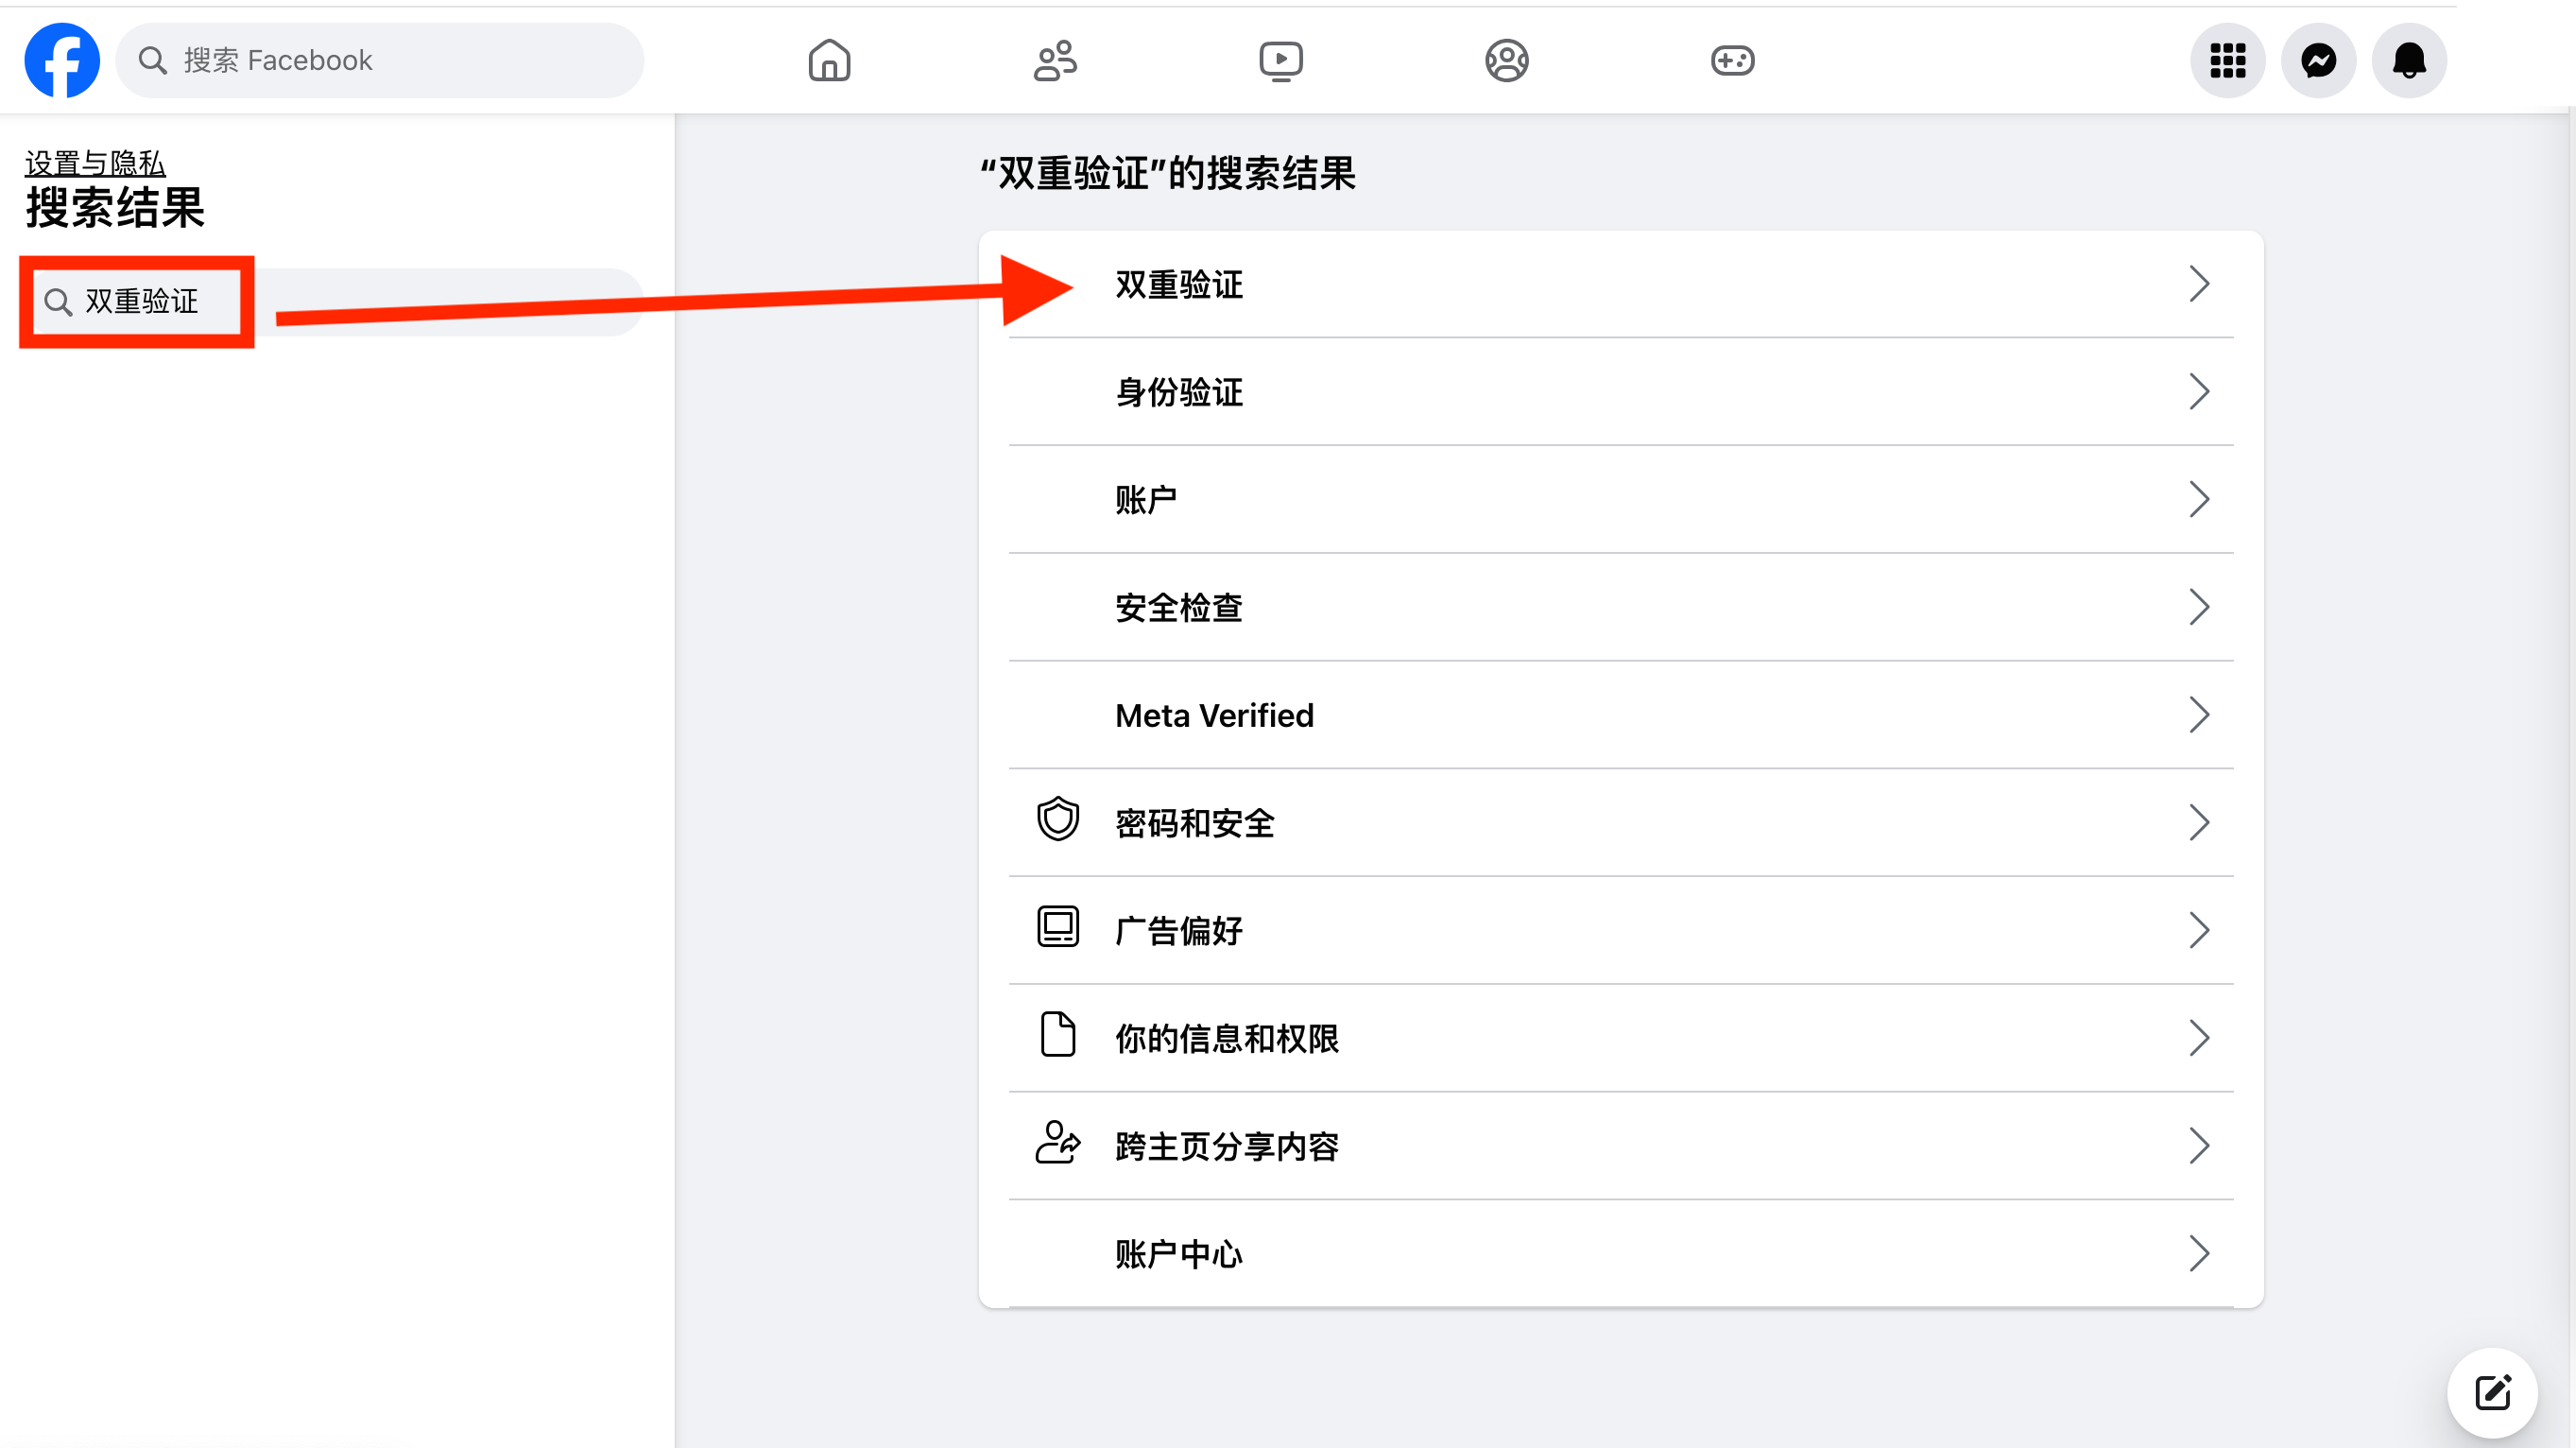 搜索 Facebook
设置与隐私
搜索结果
双重验证
“双重验证”的搜索结果
双重验证
身份验证
账户
安全检查
Meta Verified
密码和安全
广告偏好
你的信息和权限
跨主页分享内容
账户中心